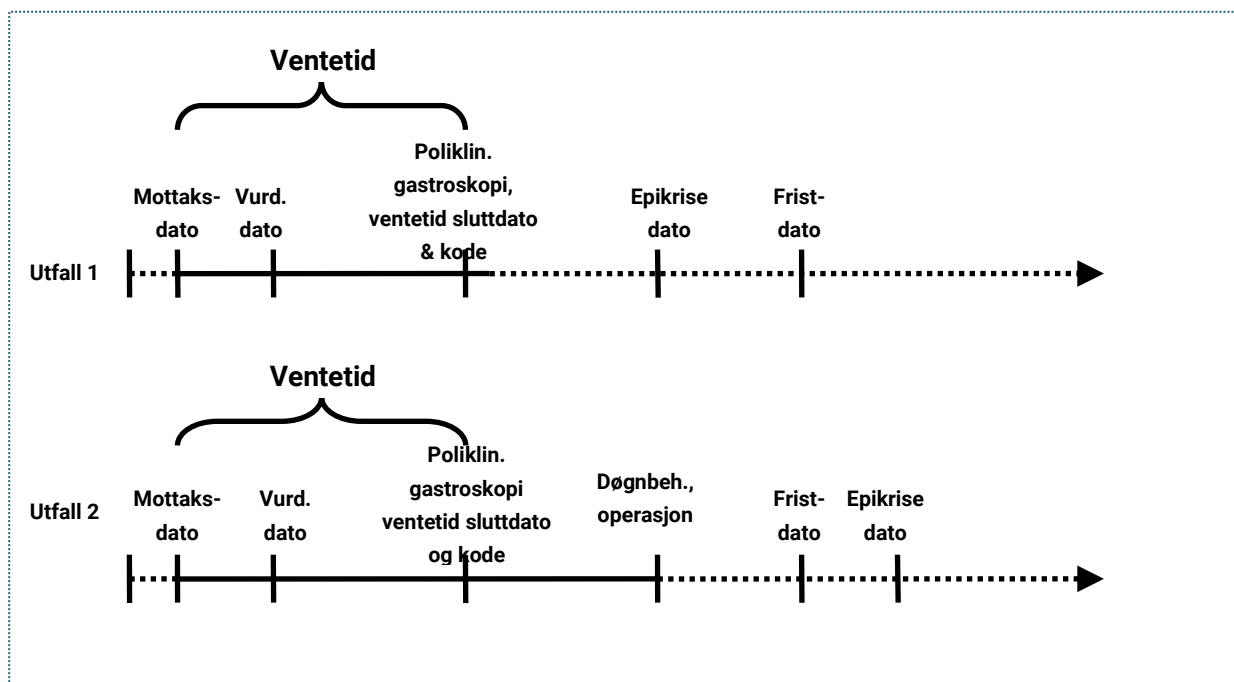 Ventetid
Poliklin.
gastroskopi,
ventetid sluttdato
& kode
Mottaks-
dato
Vurd.
dato
Epikrise
dato
Frist-
dato
Utfall 1
Ventetid
Poliklin.
gastroskopi
ventetid sluttdato
og kode
Mottaks-
dato
Vurd.
dato
Døgnbeh.,
operasjon
Frist-
dato
Epikrise
dato
Utfall 2